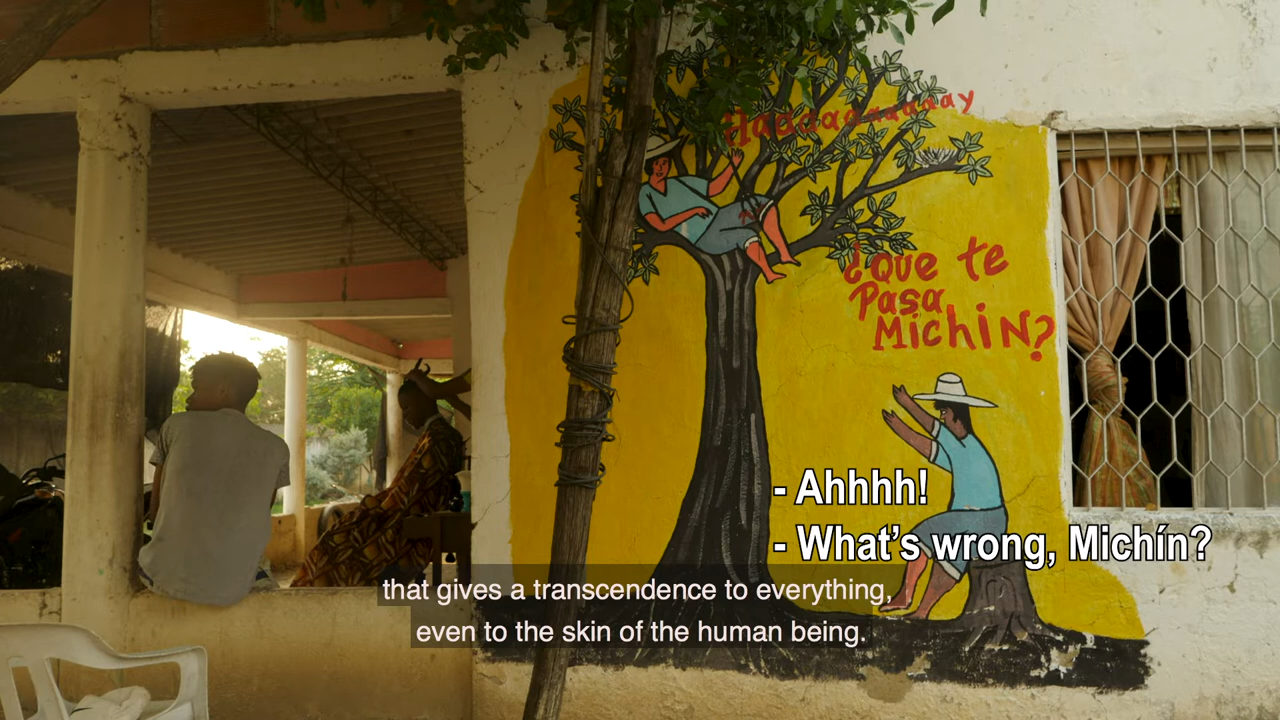 Aaaaaaaaaaay
¿que te
Pasa
MichiN?
- Ahhhh!
- What's wrong, Michín?
that gives a transcendence to everything,
even to the skin of the human being.